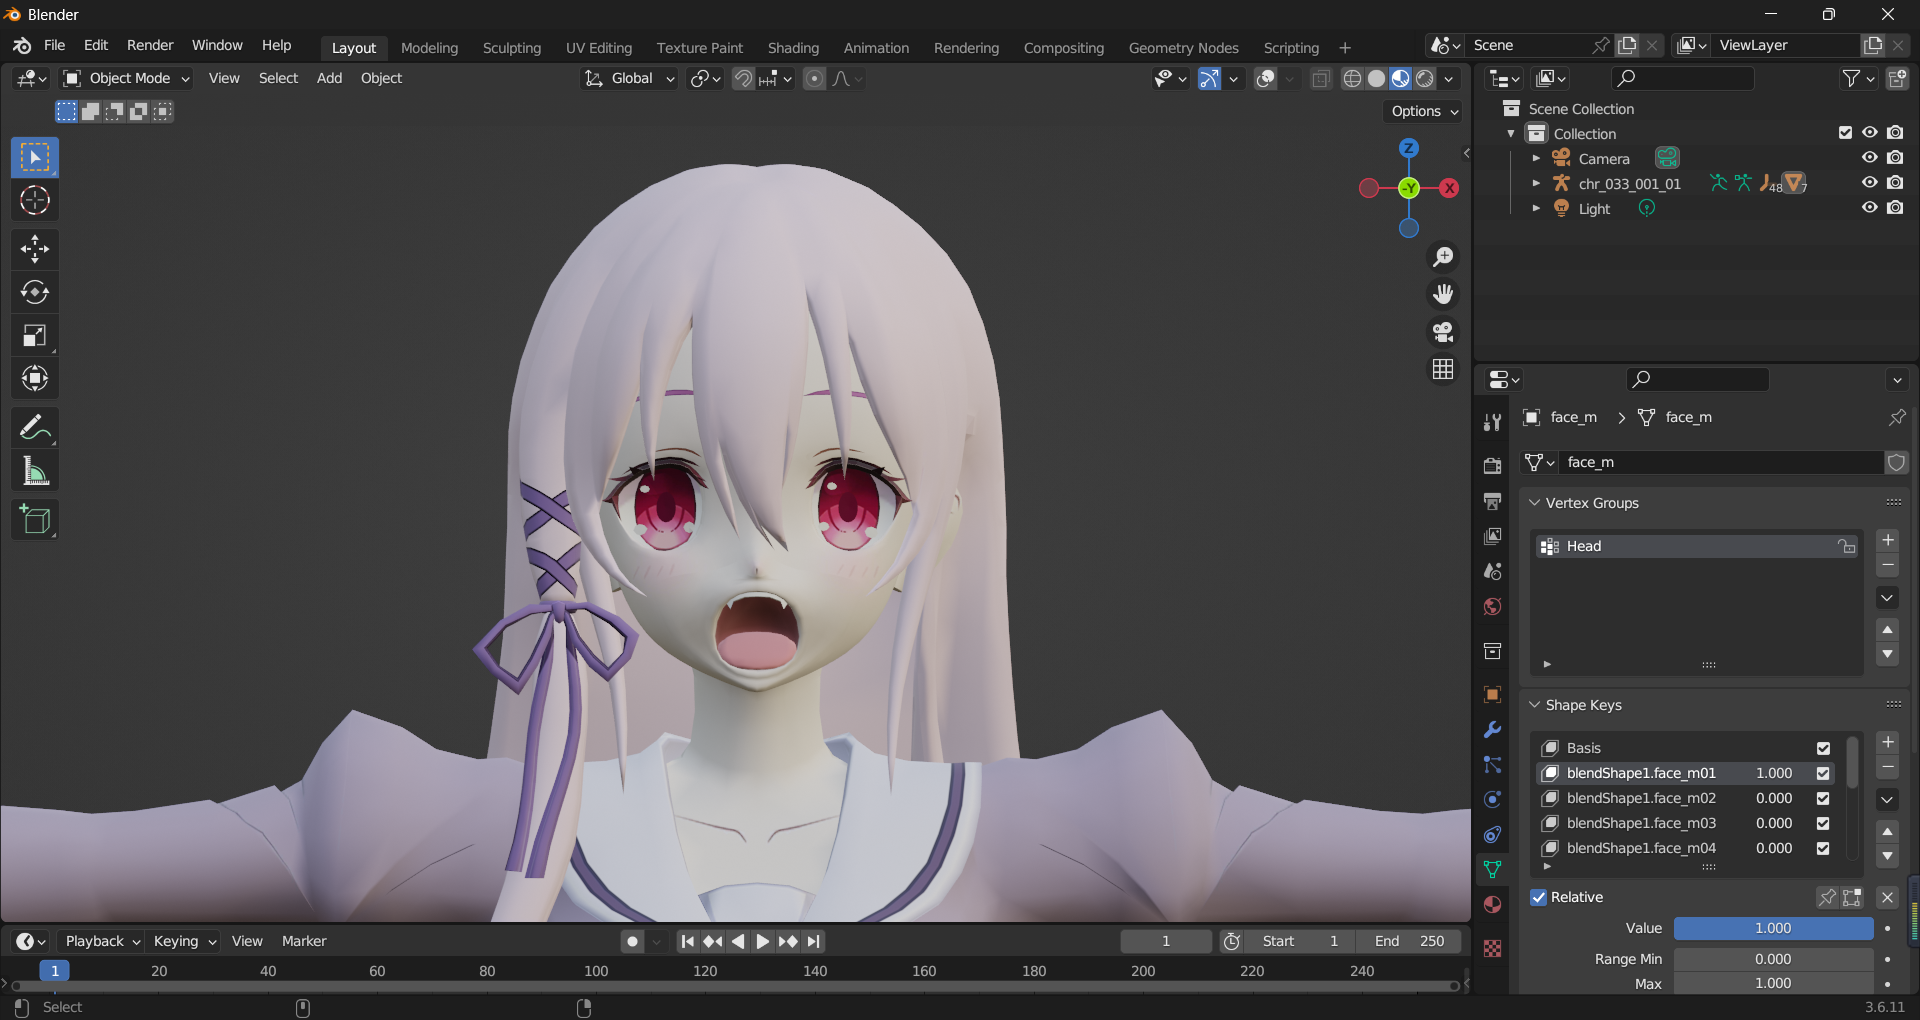 Blender
File Edit Render Window Help Layout Modeling Sculpting UV Editing Texture Paint Shading Animation Rendering Compositing Geometry Nodes Scripting + Scene ViewLayer
Object Mode View Select Add Object Global
Options
Z
-Y X
Scene Collection
Collection
Camera
chr_033_001_01 48 7
Light
face_m > face_m
face_m
Vertex Groups
Head
Shape Keys
Basis
blendShape1.face_m01 1.000
blendShape1.face_m02 0.000
blendShape1.face_m03 0.000
blendShape1.face_m04 0.000
Relative
Value 1.000
Range Min 0.000
Max 1.000
Playback Keying View Marker 1 Start 1 End 250
1 20 40 60 80 100 120 140 160 180 200 220 240
Select 3.6.11